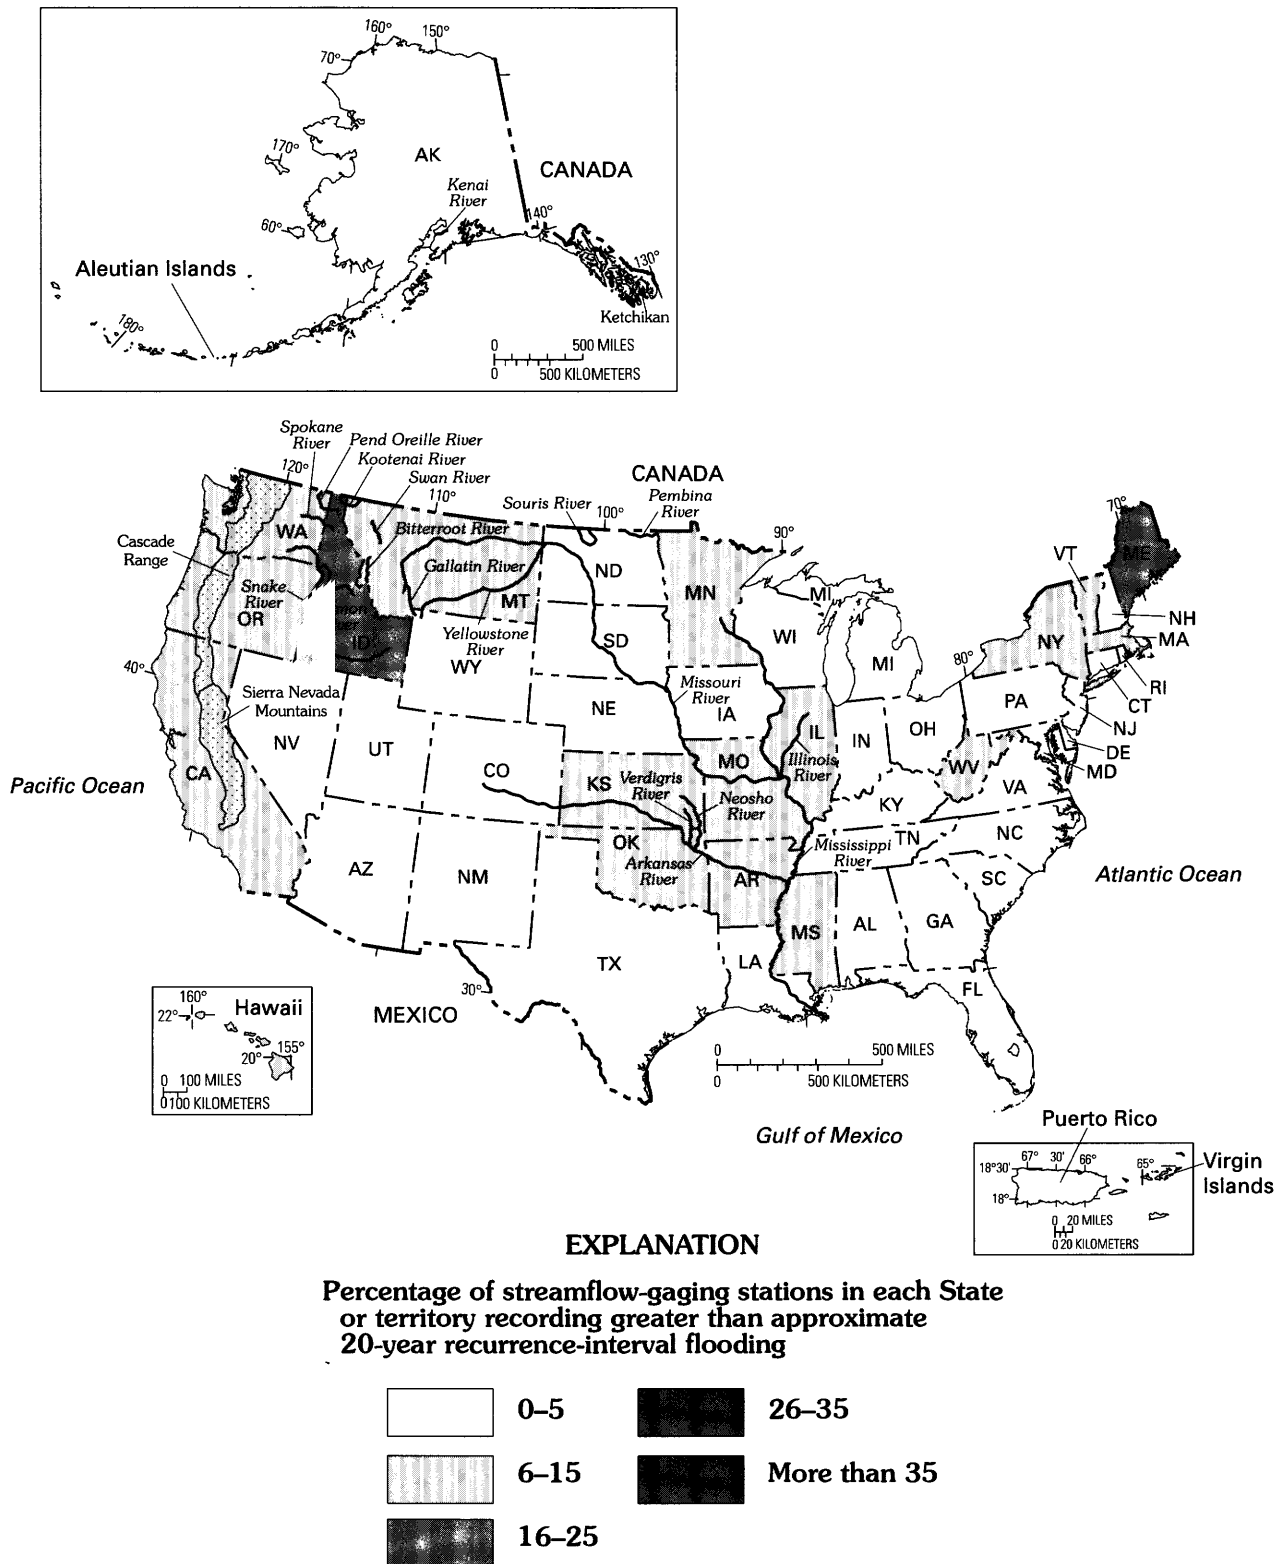 160°
150°
70°
170°
AK
CANADA
Kenai
River
60°
140°
130°
Aleutian Islands
180°
Ketchikan
0 500 MILES
0 500 KILOMETERS
Spokane
River
Pend Oreille River
Kootenai River
120°
Swan River
110°
CANADA
Souris River
100°
Pembina
River
90°
70°
WA
Bitterroot River
Cascade
Range
Gallatin River
ND
MN
MI
VT
ME
Snake
River
OR
MT
NH
ID
Yellowstone
River
WY
SD
WI
MI
NY
MA
40°
80°
RI
Sierra Nevada
Mountains
NE
Missouri
River
IA
PA
CT
NJ
NV
UT
CO
IL
IN
OH
DE
MD
Pacific Ocean
CA
KS
Verdigris
River
MO
Illinois
River
WV
VA
Neosho
River
KY
OK
Mississippi
River
TN
NC
AZ
NM
Arkansas
River
AR
SC
Atlantic Ocean
MS
AL
GA
TX
LA
FL
30°
MEXICO
160°
Hawaii
22°
155°
20°
0 100 MILES
0 100 KILOMETERS
0 500 MILES
0 500 KILOMETERS
Gulf of Mexico
Puerto Rico
67° 30' 66° 65°
18°30'
18°
Virgin
Islands
0 20 MILES
0 20 KILOMETERS
EXPLANATION
Percentage of streamflow-gaging stations in each State
or territory recording greater than approximate
20-year recurrence-interval flooding
0–5
26–35
6–15
More than 35
16–25